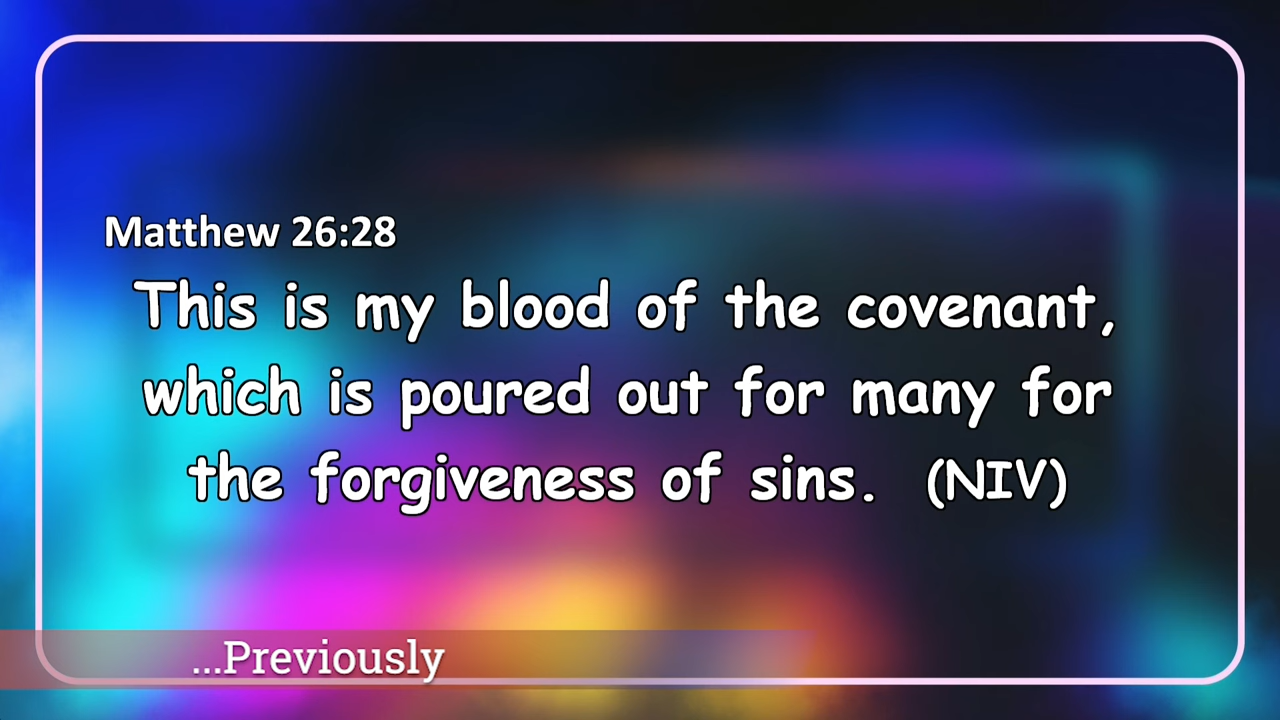 Matthew 26:28
This is my blood of the covenant,
which is poured out for many for
the forgiveness of sins. (NIV)
...Previously